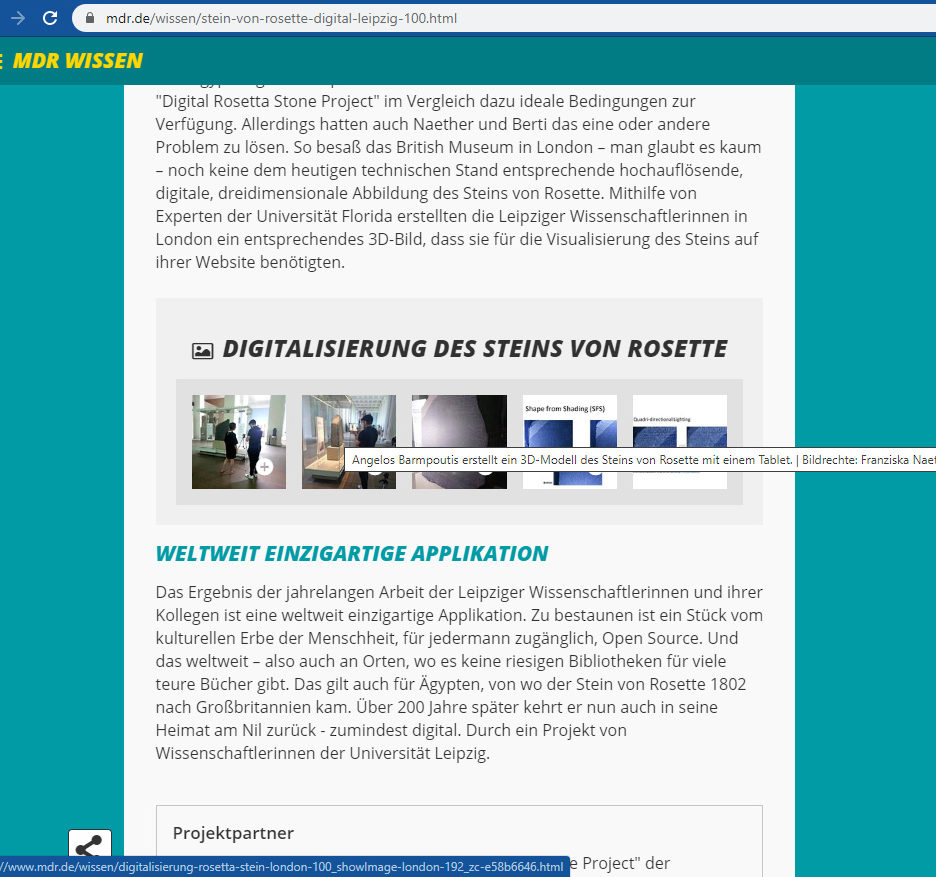 mdr.de/wissen/stein-von-rosette-digital-leipzig-100.html
MDR WISSEN
"Digital Rosetta Stone Project" im Vergleich dazu ideale Bedingungen zur
Verfügung. Allerdings hatten auch Naether und Berti das eine oder andere
Problem zu lösen. So besaß das British Museum in London – man glaubt es kaum
– noch keine dem heutigen technischen Stand entsprechende hochauflösende,
digitale, dreidimensionale Abbildung des Steins von Rosette. Mithilfe von
Experten der Universität Florida erstellten die Leipziger Wissenschaftlerinnen in
London ein entsprechendes 3D-Bild, dass sie für die Visualisierung des Steins auf
ihrer Website benötigten.
DIGITALISIERUNG DES STEINS VON ROSETTE
Shape from Shading (SFS)
Quadri-directional Lighting
Angelos Barmpoutis erstellt ein 3D-Modell des Steins von Rosette mit einem Tablet. | Bildrechte: Franziska Naet
WELTWEIT EINZIGARTIGE APPLIKATION
Das Ergebnis der jahrelangen Arbeit der Leipziger Wissenschaftlerinnen und ihrer
Kollegen ist eine weltweit einzigartige Applikation. Zu bestaunen ist ein Stück vom
kulturellen Erbe der Menschheit, für jedermann zugänglich, Open Source. Und
das weltweit – also auch an Orten, wo es keine riesigen Bibliotheken für viele
teure Bücher gibt. Das gilt auch für Ägypten, von wo der Stein von Rosette 1802
nach Großbritannien kam. Über 200 Jahre später kehrt er nun auch in seine
Heimat am Nil zurück - zumindest digital. Durch ein Projekt von
Wissenschaftlerinnen der Universität Leipzig.
Projektpartner
e Project" der
//www.mdr.de/wissen/digitalisierung-rosetta-stein-london-100_showImage-london-192_zc-e58b6646.html